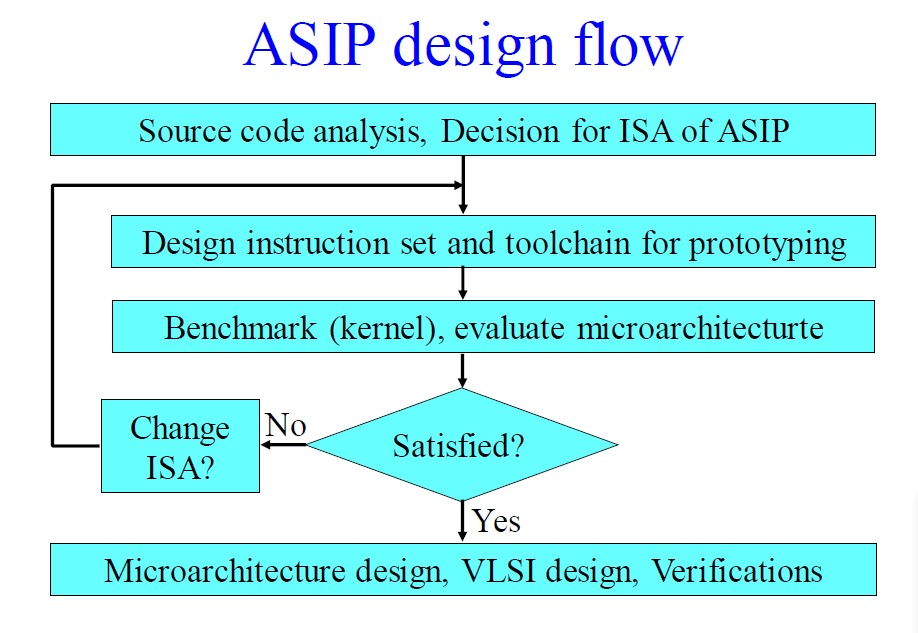 ASIP design flow
Source code analysis, Decision for ISA of ASIP
Design instruction set and toolchain for prototyping
Benchmark (kernel), evaluate microarchitecturte
Change
ISA?
No
Satisfied?
Yes
Microarchitecture design, VLSI design, Verifications